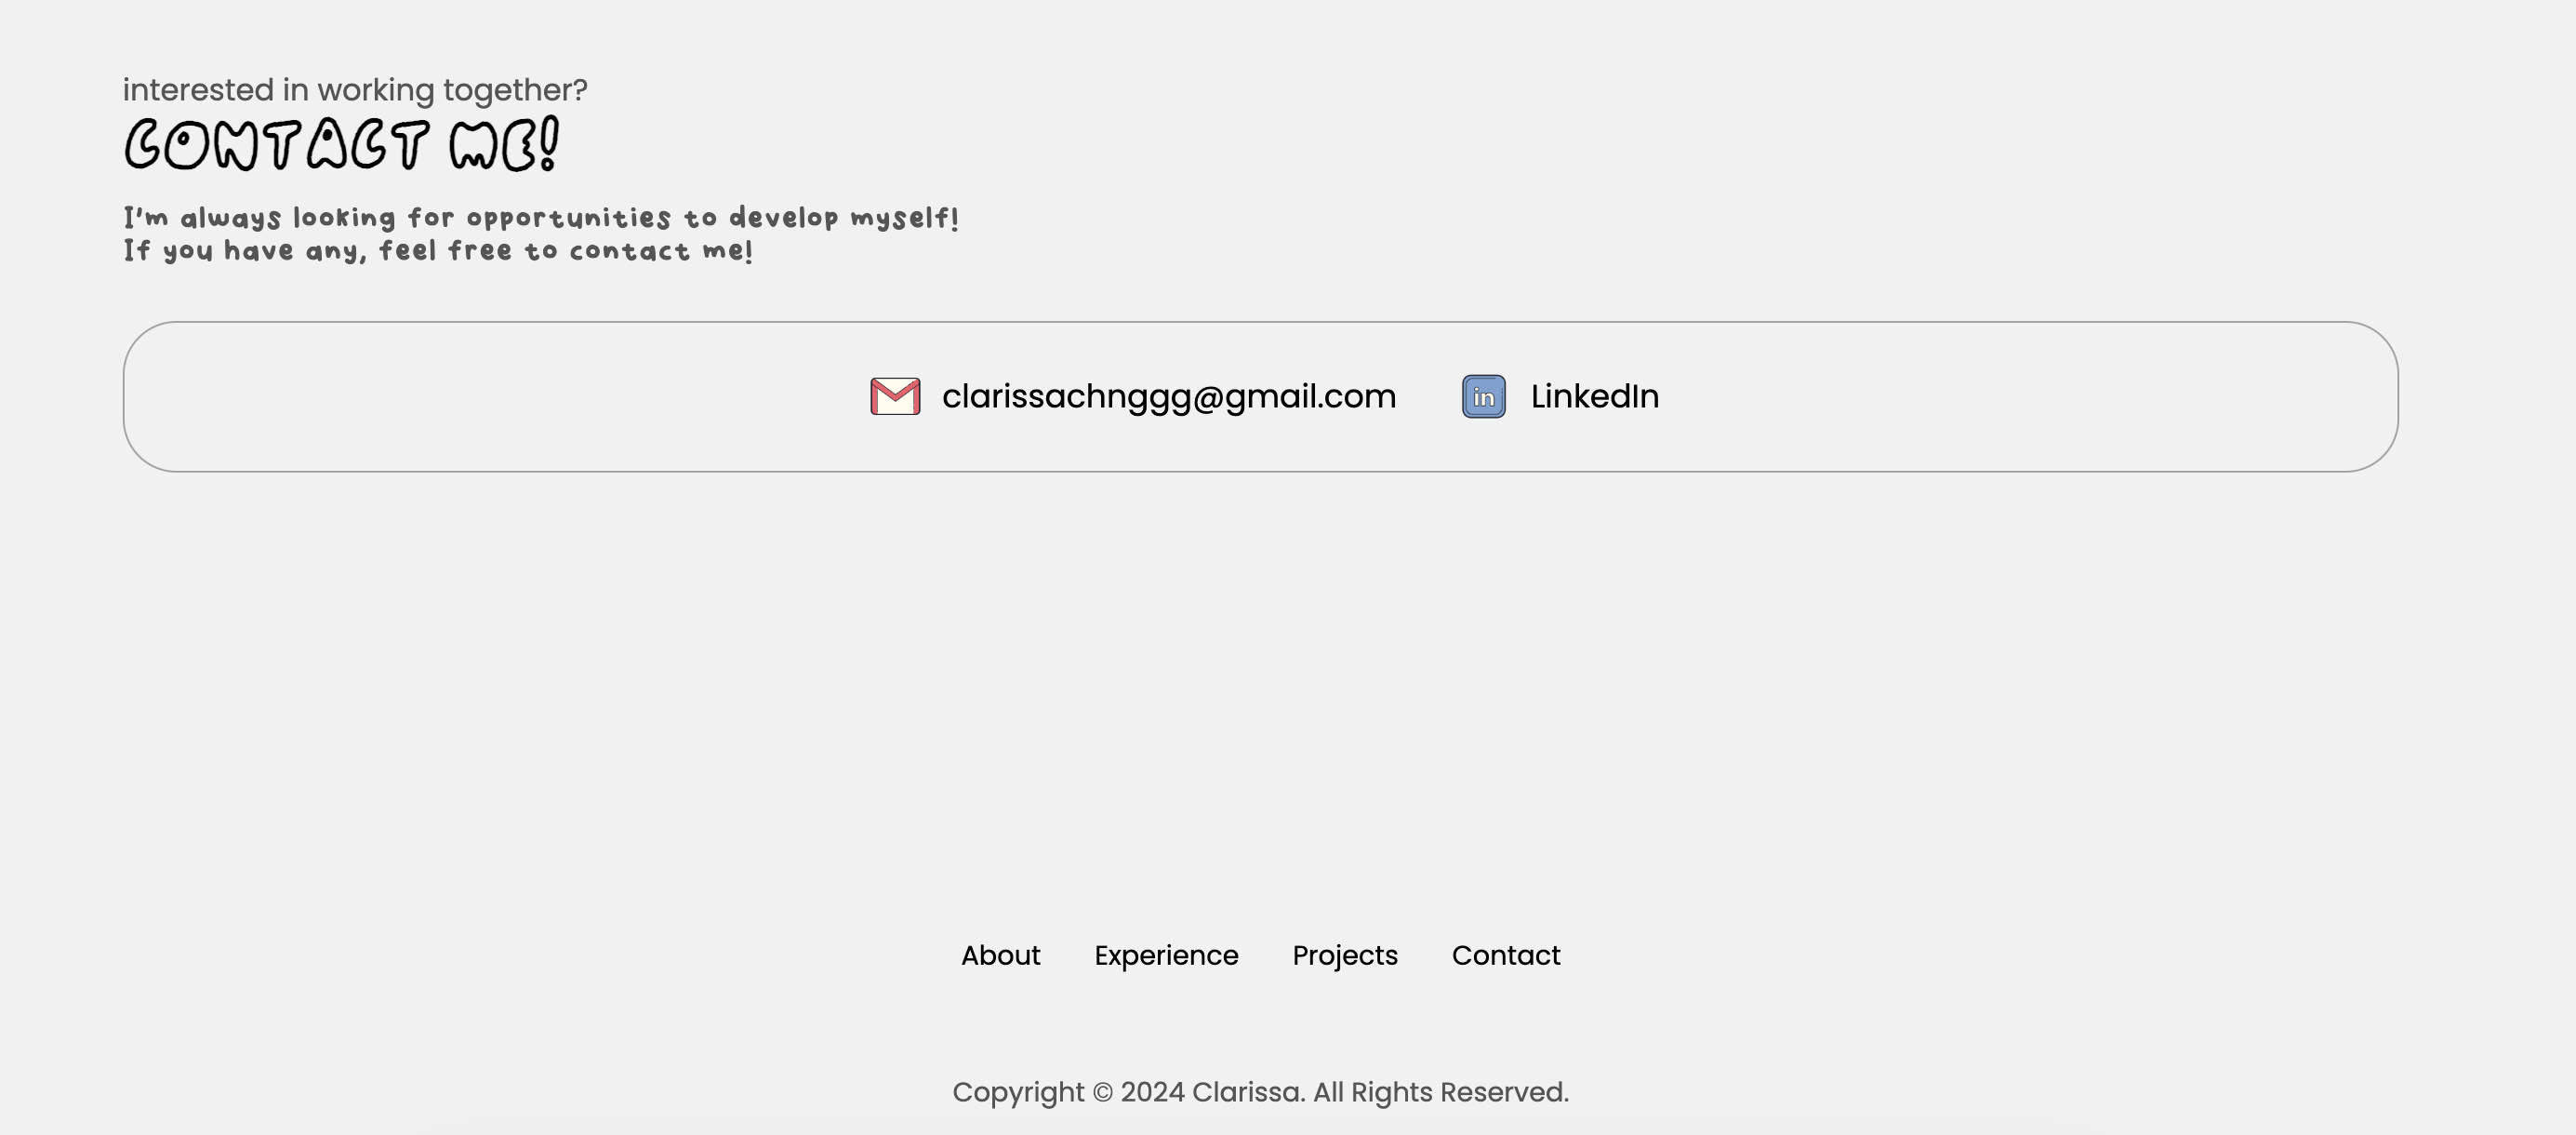 interested in working together?
CONTACT ME!
I'm always looking for opportunities to develop myself!
If you have any, feel free to contact me!
clarissachnggg@gmail.com
in LinkedIn
About Experience Projects Contact
Copyright © 2024 Clarissa. All Rights Reserved.